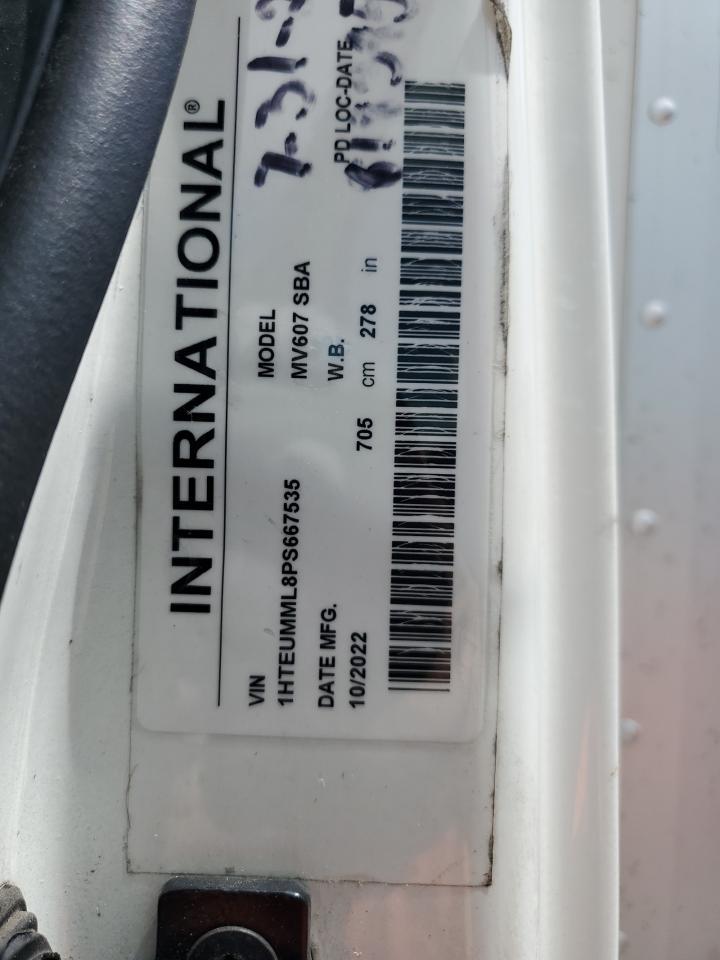 INTERNATIONAL®
VIN
1HTEUMML8PS667535
MODEL
MV607 SBA
DATE MFG.
10/2022
W.B.
705 cm 278 in
PD LOC-DATE